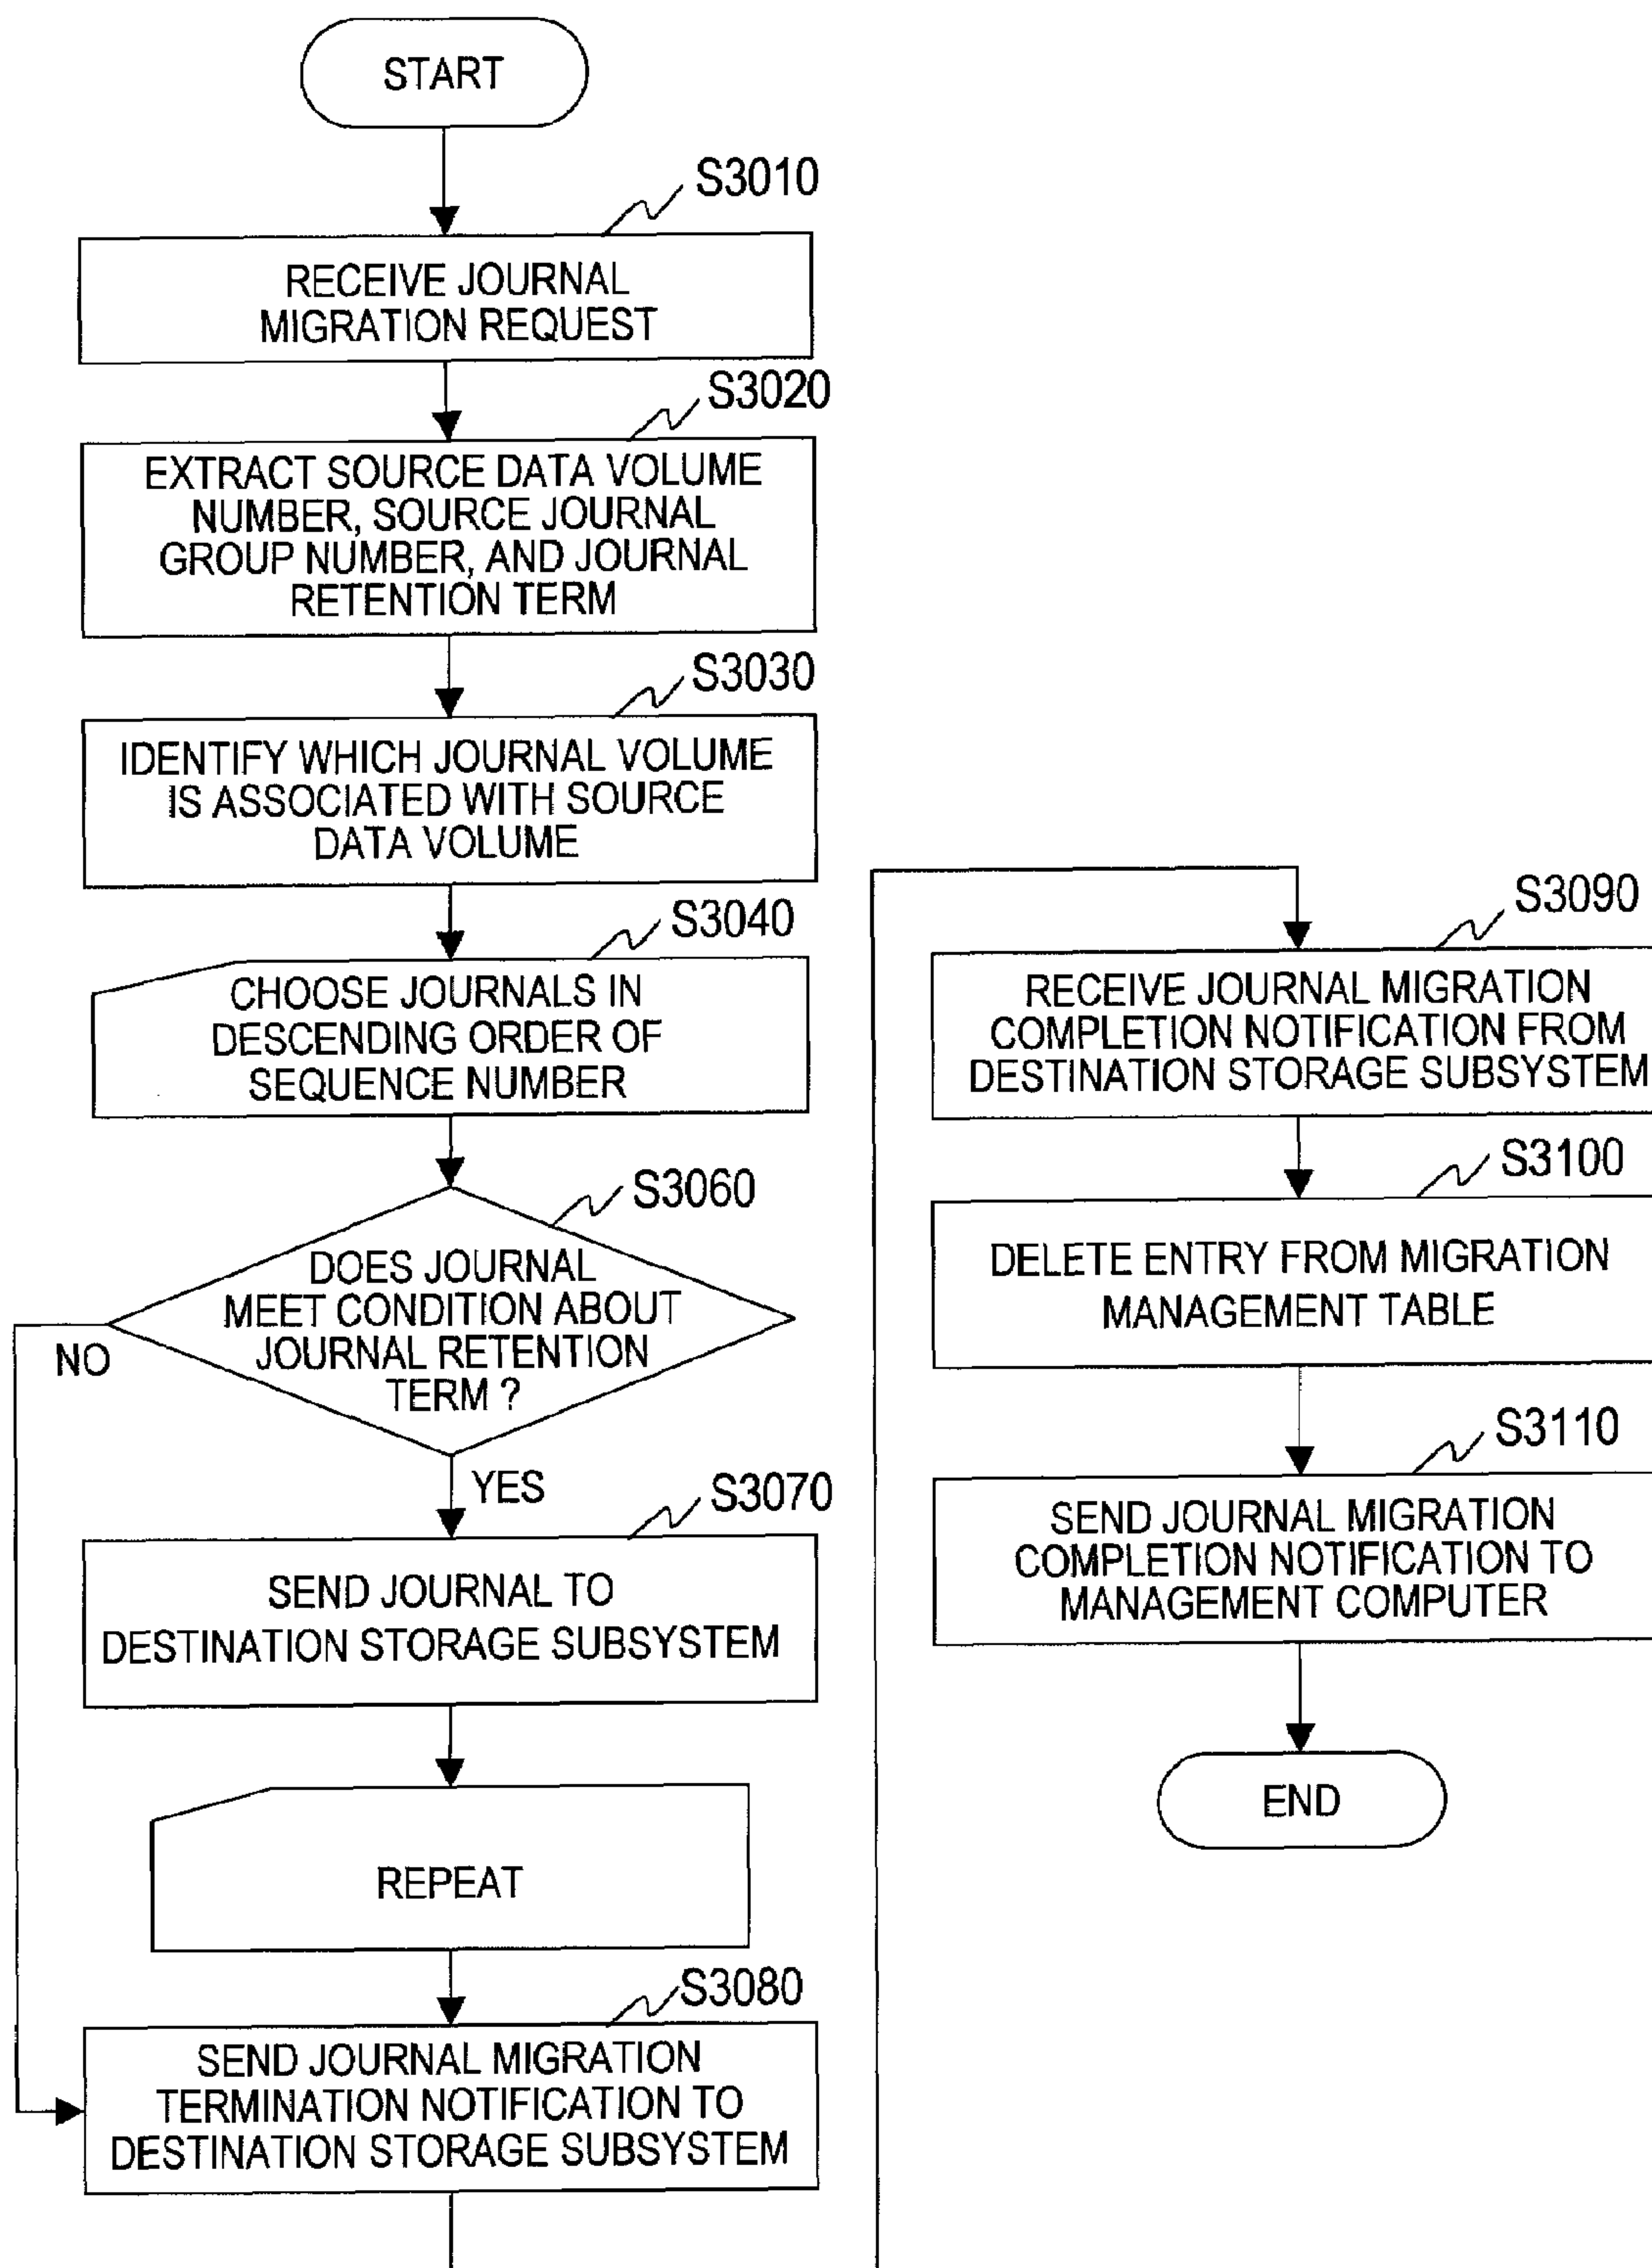 START
S3010
RECEIVE JOURNAL
MIGRATION REQUEST
S3020
EXTRACT SOURCE DATA VOLUME
NUMBER, SOURCE JOURNAL
GROUP NUMBER, AND JOURNAL
RETENTION TERM
S3030
IDENTIFY WHICH JOURNAL VOLUME
IS ASSOCIATED WITH SOURCE
DATA VOLUME
S3040
CHOOSE JOURNALS IN
DESCENDING ORDER OF
SEQUENCE NUMBER
S3060
DOES JOURNAL
MEET CONDITION ABOUT
JOURNAL RETENTION
TERM ?
NO
YES
S3070
SEND JOURNAL TO
DESTINATION STORAGE SUBSYSTEM
REPEAT
S3080
SEND JOURNAL MIGRATION
TERMINATION NOTIFICATION TO
DESTINATION STORAGE SUBSYSTEM
S3090
RECEIVE JOURNAL MIGRATION
COMPLETION NOTIFICATION FROM
DESTINATION STORAGE SUBSYSTEM
S3100
DELETE ENTRY FROM MIGRATION
MANAGEMENT TABLE
S3110
SEND JOURNAL MIGRATION
COMPLETION NOTIFICATION TO
MANAGEMENT COMPUTER
END